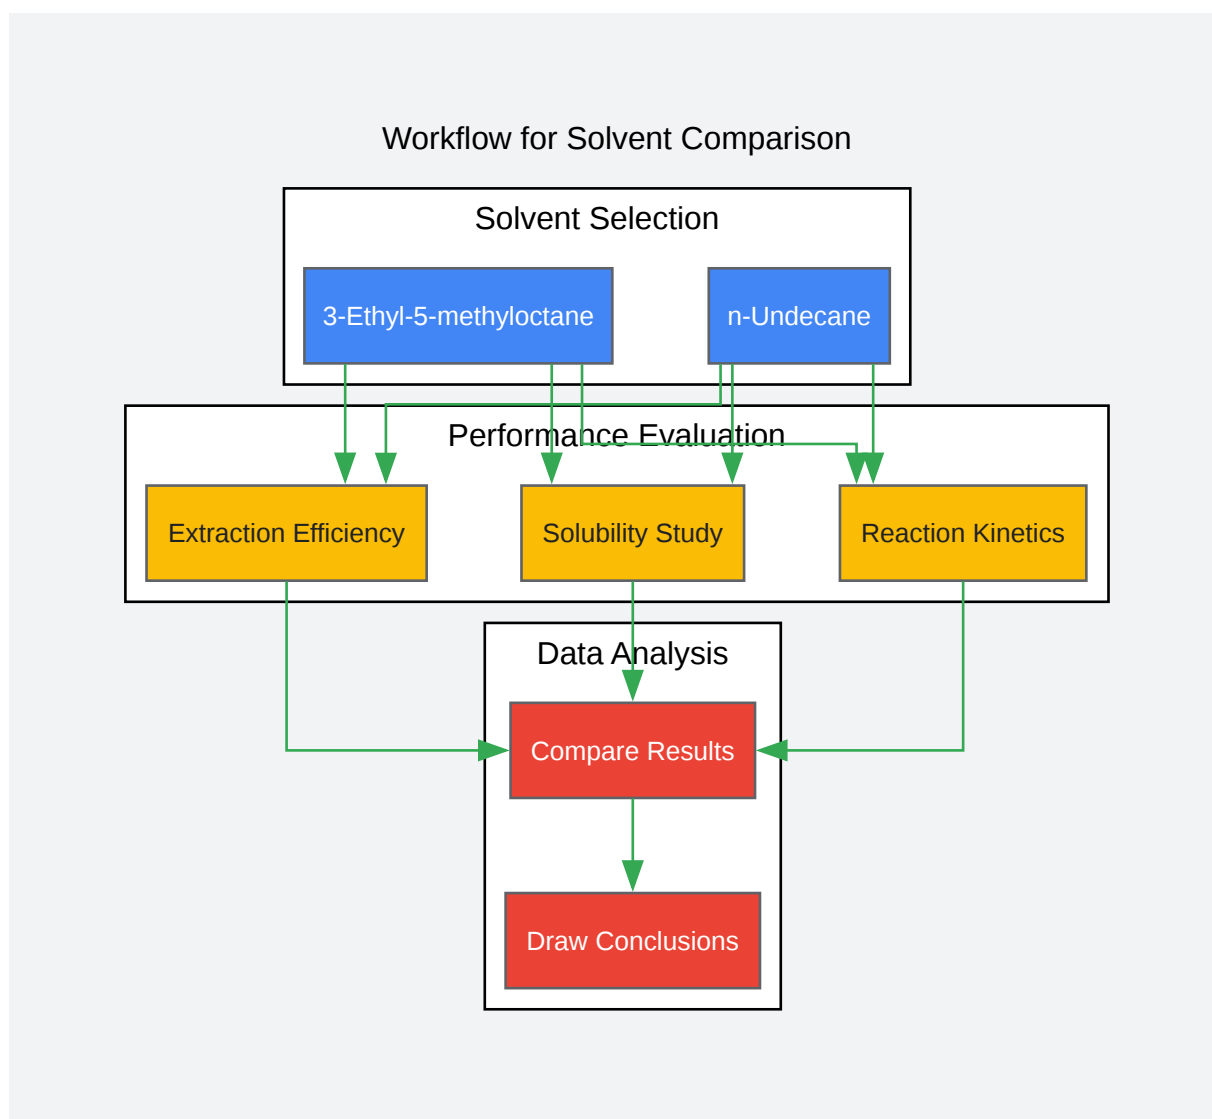 Workflow for Solvent Comparison
Solvent Selection
3-Ethyl-5-methyloctane
n-Undecane
Performance Evaluation
Extraction Efficiency
Solubility Study
Reaction Kinetics
Data Analysis
Compare Results
Draw Conclusions